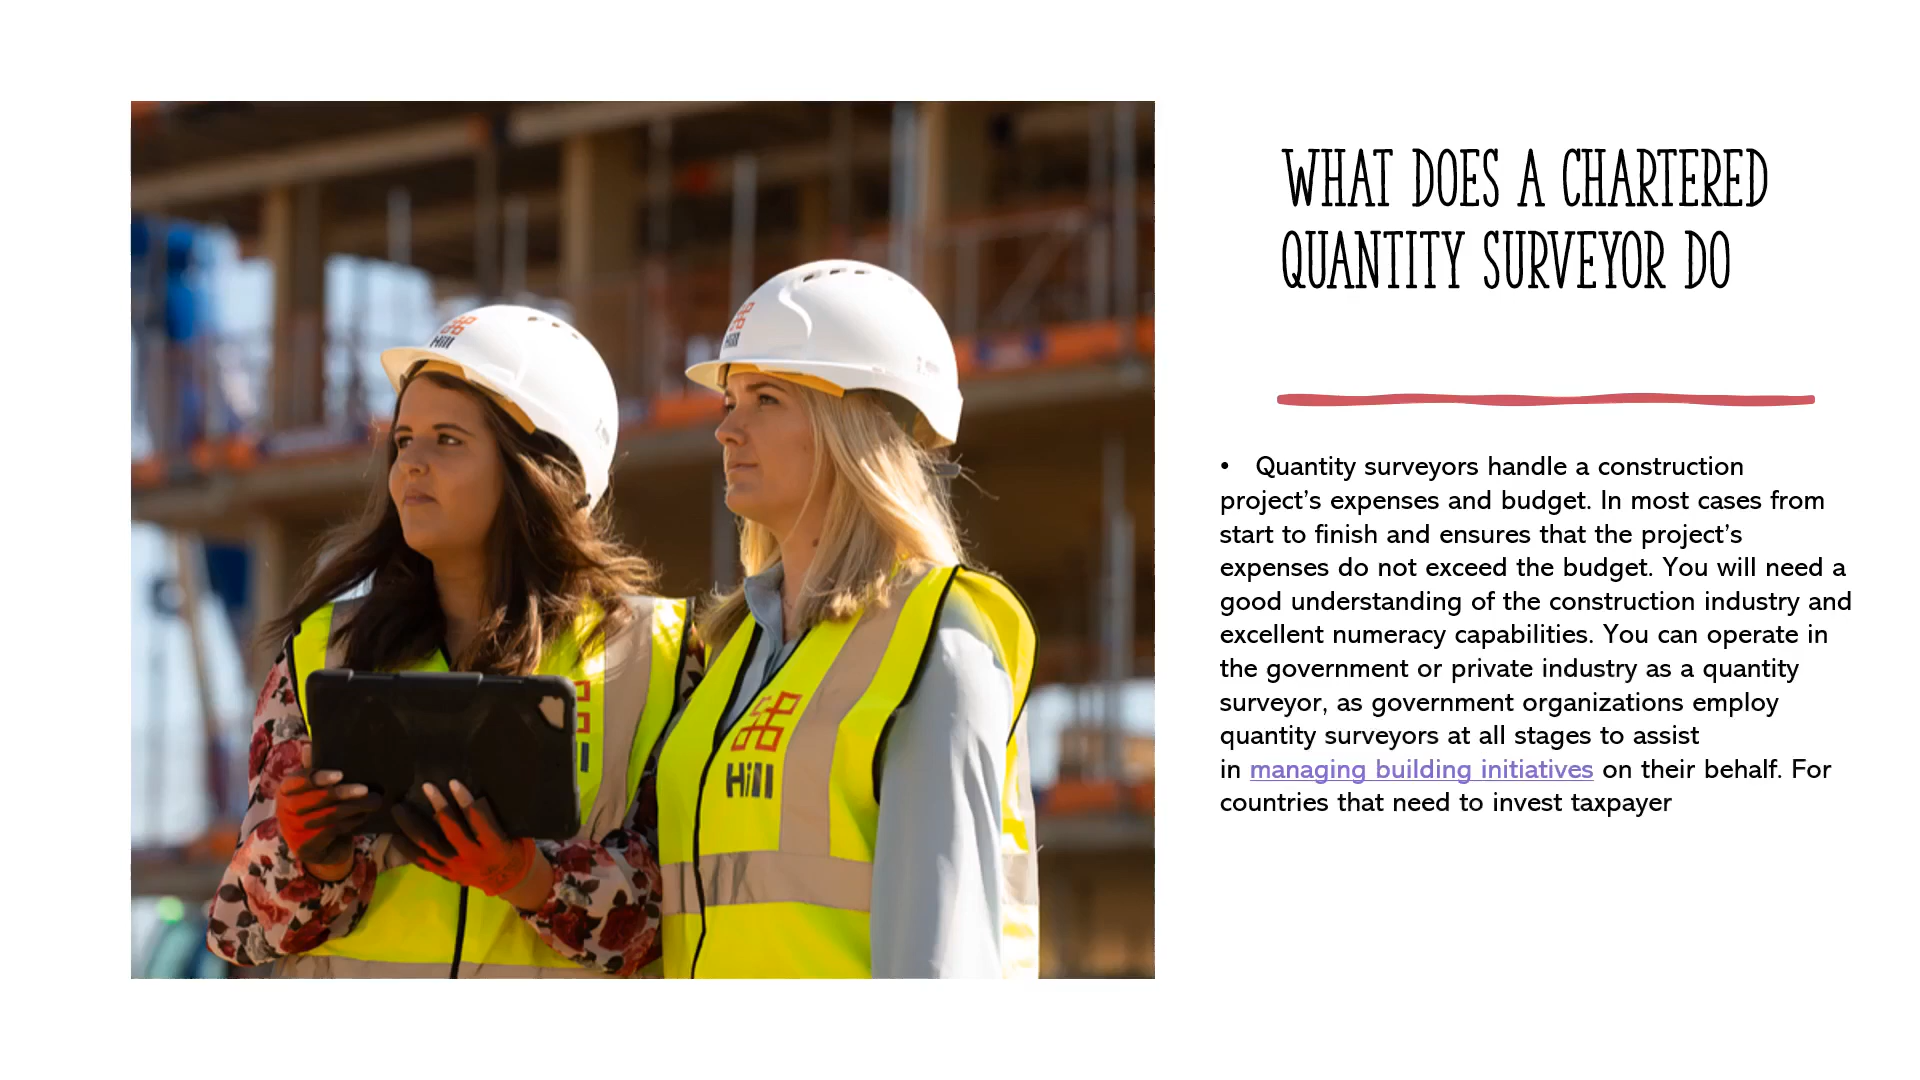 WHAT DOES A CHARTERED
QUANTITY SURVEYOR DO
• Quantity surveyors handle a construction
project’s expenses and budget. In most cases from
start to finish and ensures that the project’s
expenses do not exceed the budget. You will need a
good understanding of the construction industry and
excellent numeracy capabilities. You can operate in
the government or private industry as a quantity
surveyor, as government organizations employ
quantity surveyors at all stages to assist
in managing building initiatives on their behalf. For
countries that need to invest taxpayer
Hill
Hill
Hill